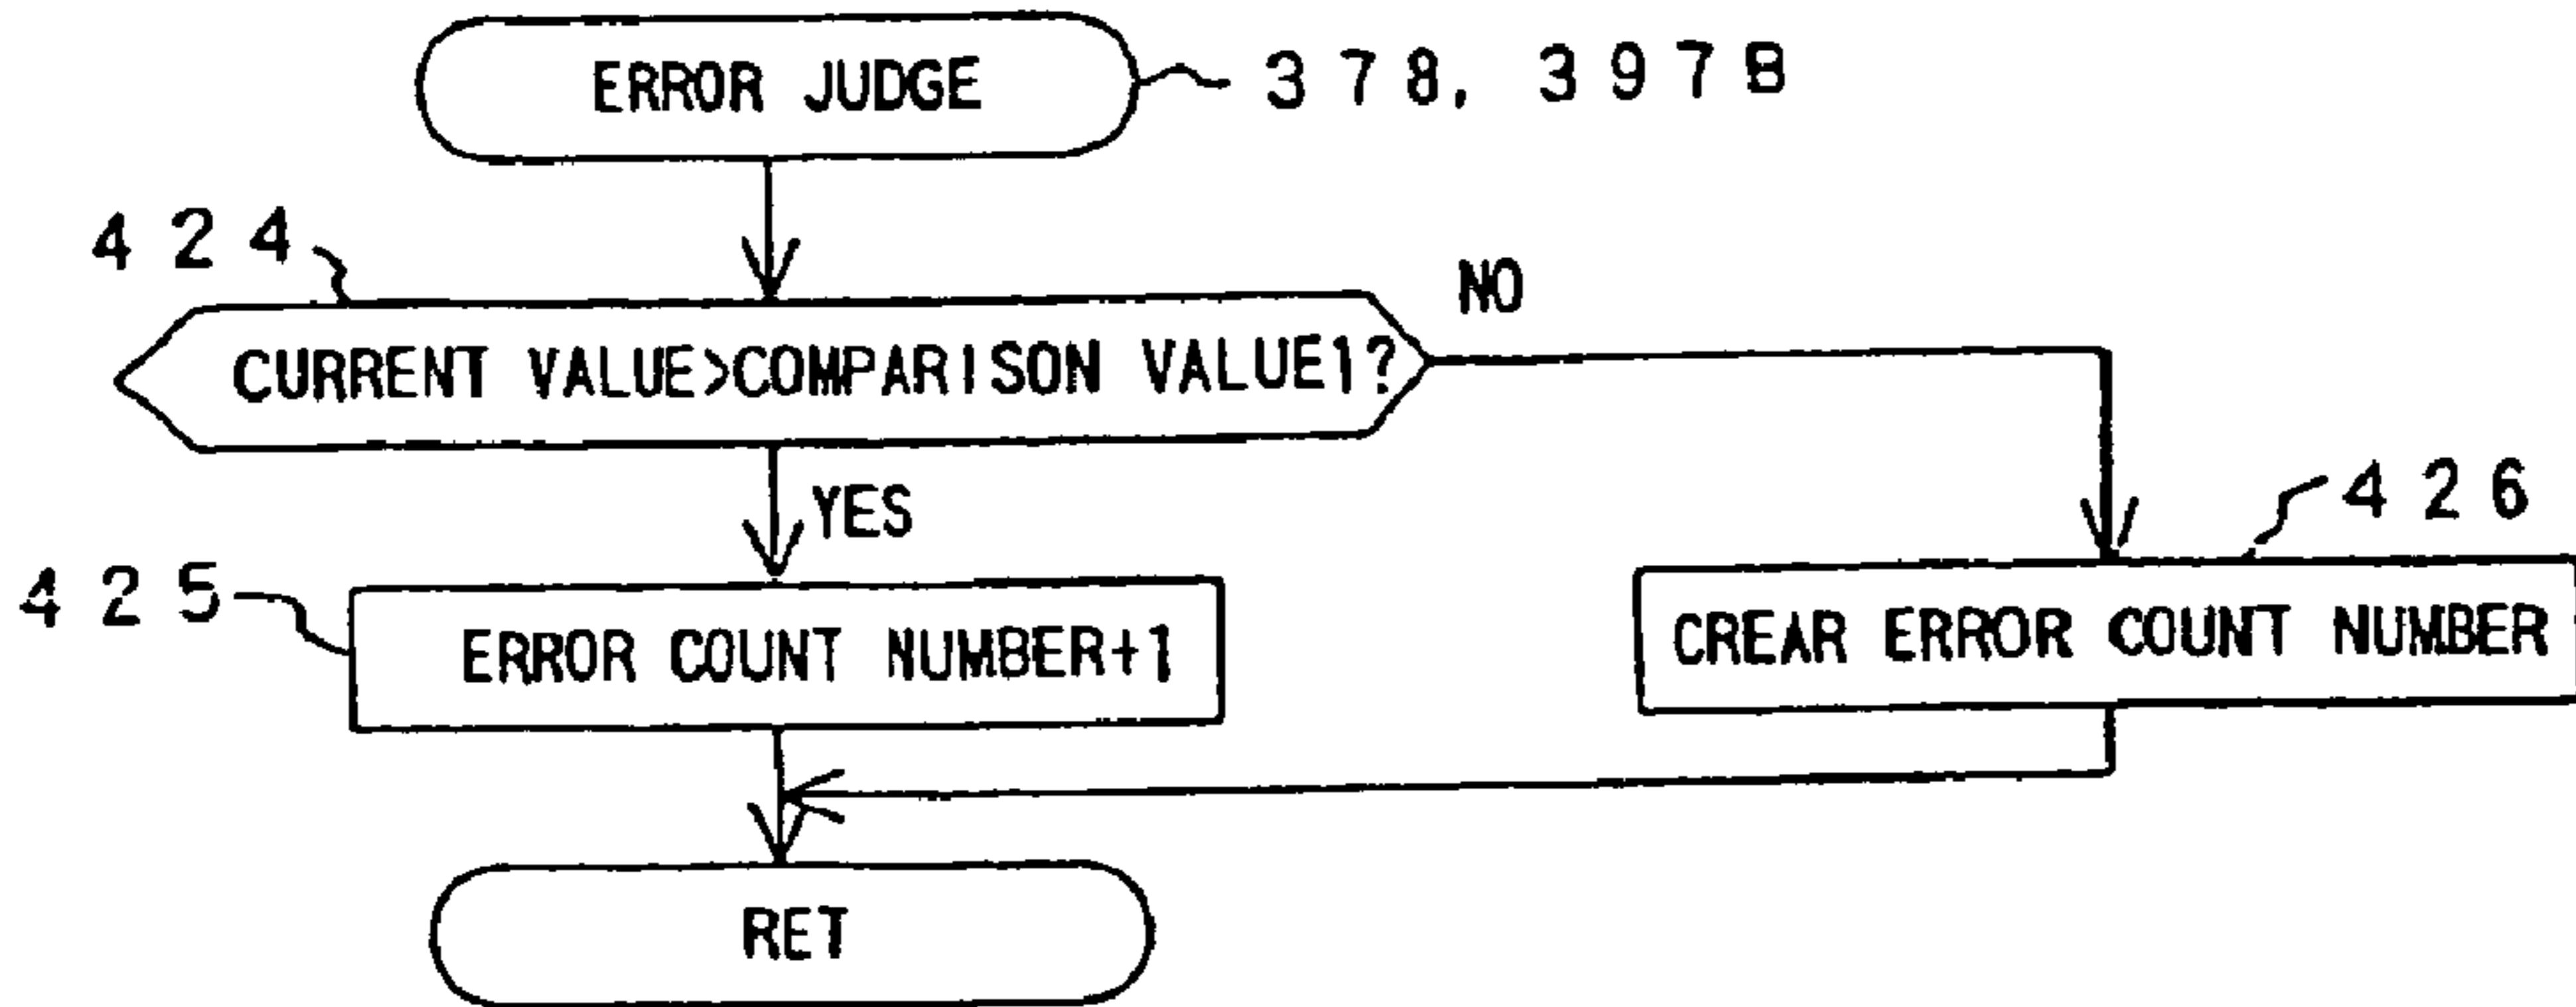 ERROR JUDGE
378, 397B
424
NO
CURRENT VALUE>COMPARISON VALUE1?
YES
426
425
ERROR COUNT NUMBER+1
CREAR ERROR COUNT NUMBER
RET